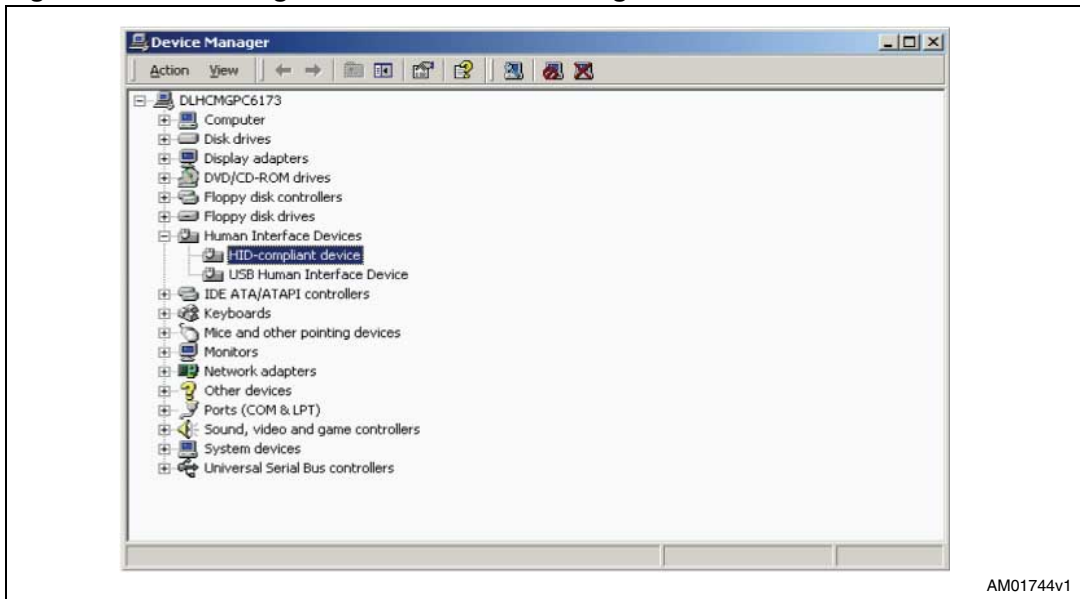 Device Manager
Action View
DLHCMGPC6173
Computer
Disk drives
Display adapters
DVD/CD-ROM drives
Floppy disk controllers
Floppy disk drives
Human Interface Devices
HID-compliant device
USB Human Interface Device
IDE ATA/ATAPI controllers
Keyboards
Mice and other pointing devices
Monitors
Network adapters
Other devices
Ports (COM & LPT)
Sound, video and game controllers
System devices
Universal Serial Bus controllers
AM01744v1